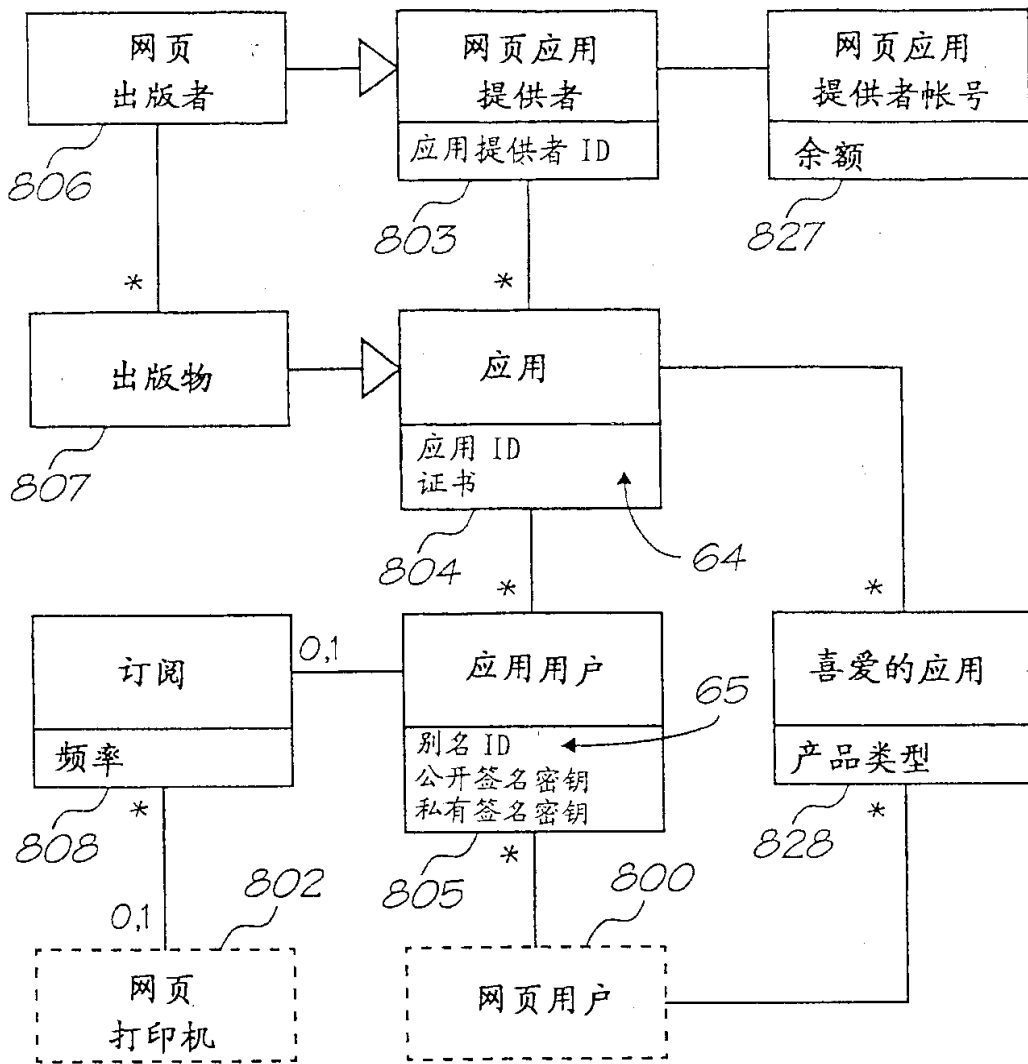 网页
出版者
806
网页应用
提供者
应用提供者 ID
803
网页应用
提供者帐号
余额
827
*
*
出版物
807
应用
应用 ID
证书
804
64
*
*
订阅
频率
808
0,1
应用用户
别名 ID
公开签名密钥
私有签名密钥
805
65
喜爱的应用
产品类型
828
*
*
*
0,1
802
网页
打印机
800
网页用户